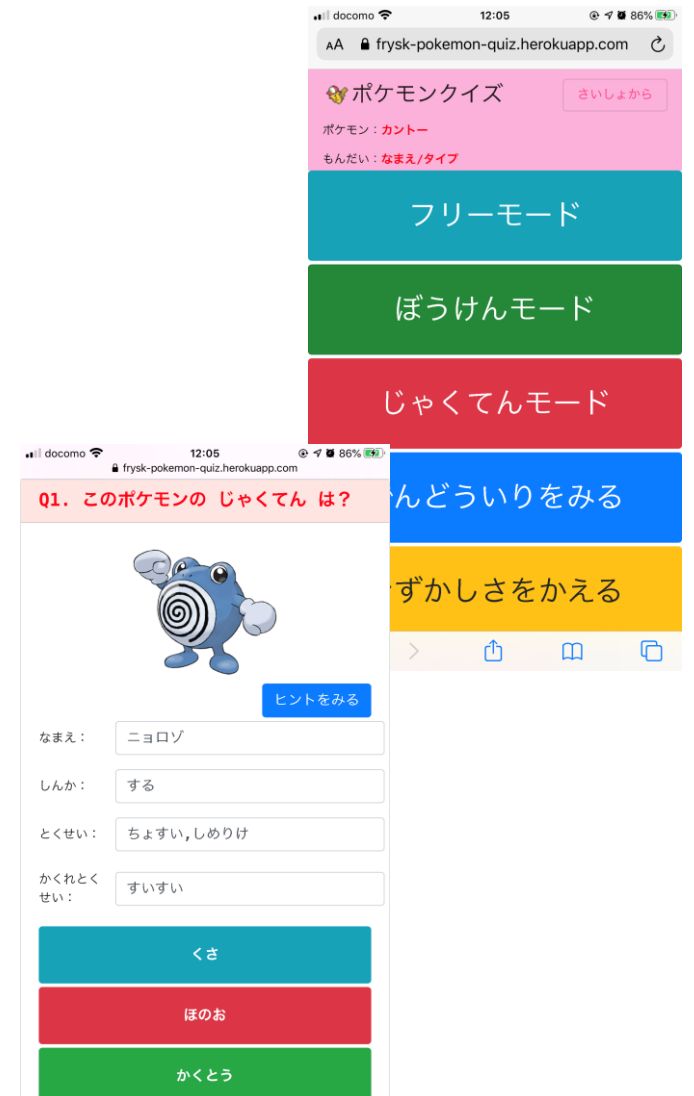 docomo 12:05 86%
AA frysk-pokemon-quiz.herokuapp.com
ポケモンクイズ さいしょから
ポケモン：カントー
もんだい：なまえ/タイプ
フリーモード
ぼうけんモード
じゃくてんモード
んどういりをみる
ずかしさをかえる
docomo 12:05 86%
frysk-pokemon-quiz.herokuapp.com
Q1. このポケモンの じゃくてん は？
ヒントをみる
なまえ： ニョロゾ
しんか： する
とくせい： ちょすい,しめりけ
かくれとく
せい： すいすい
くさ
ほのお
かくとう